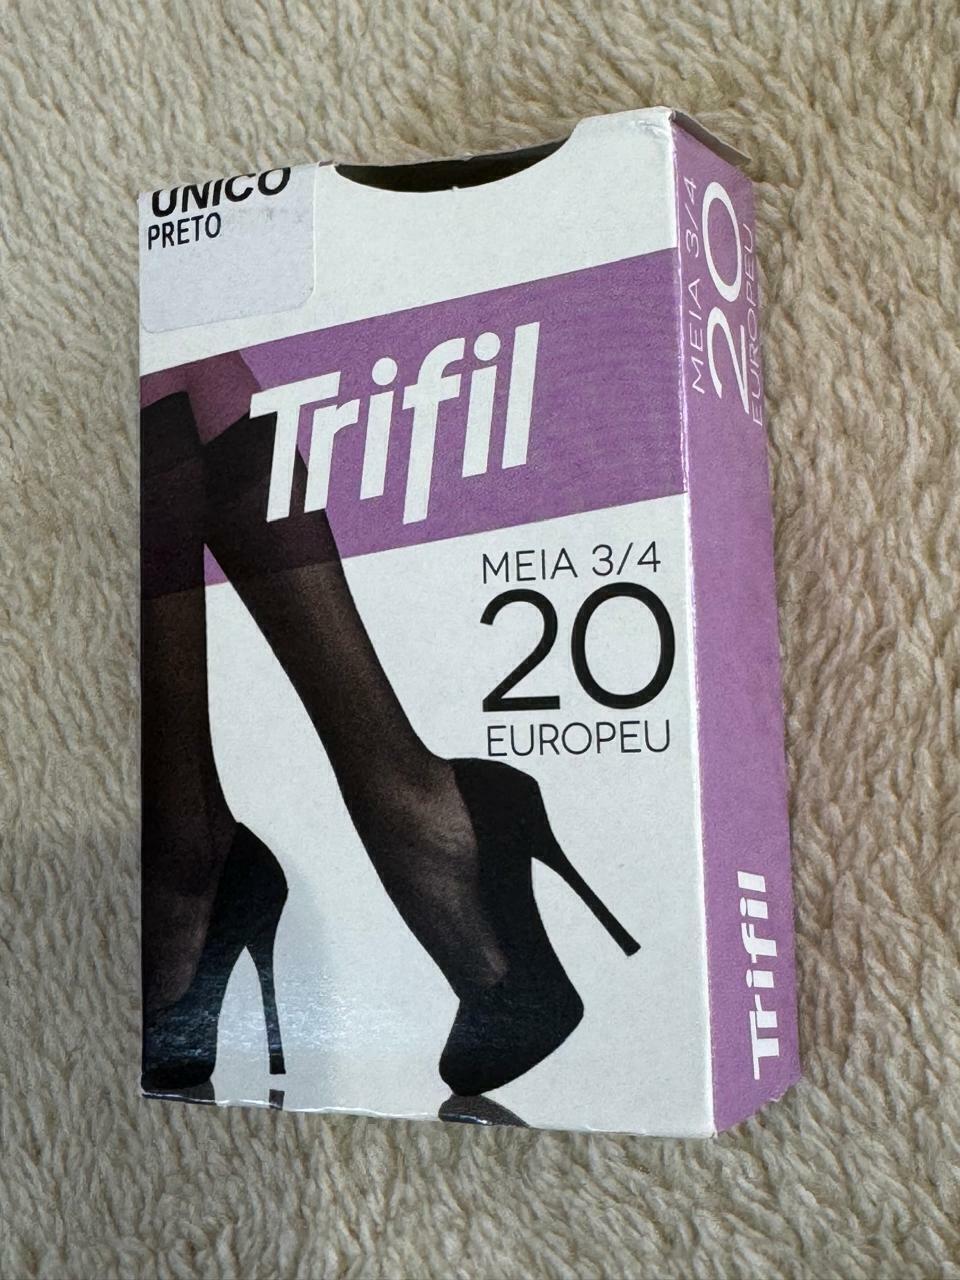 UNICO
PRETO
Trifil
MEIA 3/4
20
EUROPEU
MEIA 3/4
20
EUROPEU
Trifil